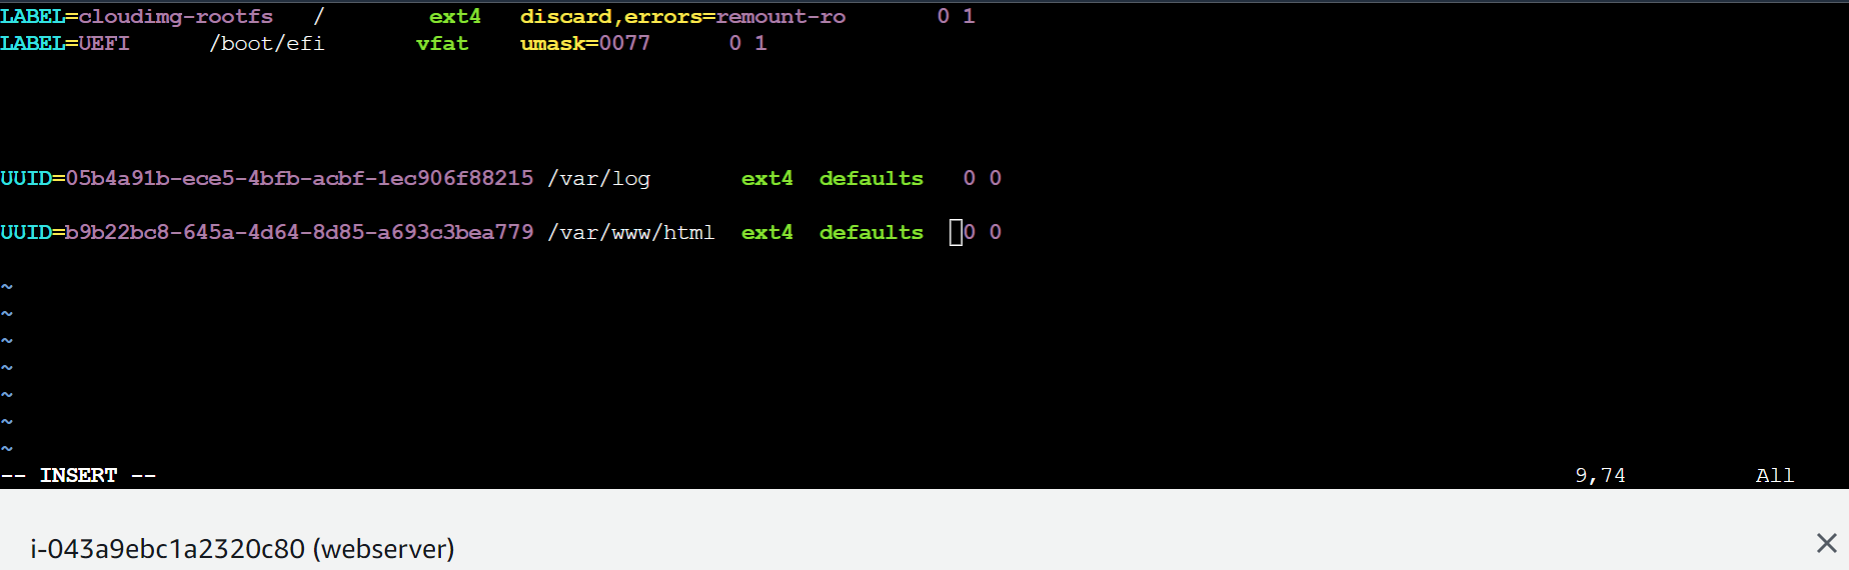 LABEL=cloudimg-rootfs / ext4 discard,errors=remount-ro 0 1
LABEL=UEFI /boot/efi vfat umask=0077 0 1
UUID=05b4a91b-ece5-4bfb-acbf-1ec906f88215 /var/log ext4 defaults 0 0
UUID=b9b22bc8-645a-4d64-8d85-a693c3bea779 /var/www/html ext4 defaults 0 0
~
~
~
~
~
~
~
-- INSERT -- 9,74 All
i-043a9ebc1a2320c80 (webserver)